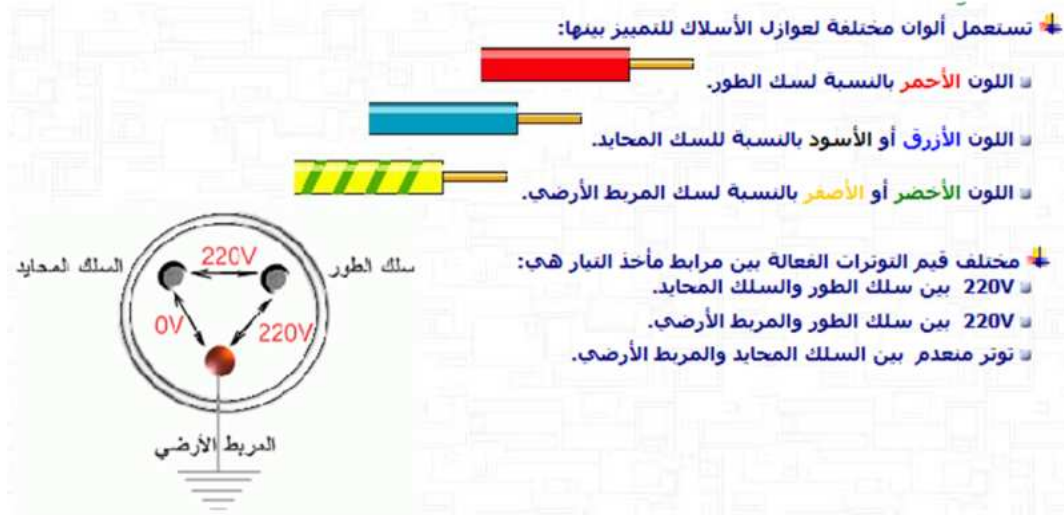 تستعمل ألوان مختلفة لعوازل الأسلاك للتمييز بينها:
اللون الأحمر بالنسبة لسك الطور.
اللون الأزرق أو الأسود بالنسبة للسك المحايد.
اللون الأخضر أو الأصفر بالنسبة لسك المربط الأرضي.
مختلف قيم التوترات الفعالة بين مرابط مأخذ التيار هي:
220V بين سلك الطور والسلك المحايد.
220V بين سلك الطور والمربط الأرضي.
توتر منعدم بين السلك المحايد والمربط الأرضي.
سلك الطور
220V
السلك المحايد
220V
0V
المربط الأرضي